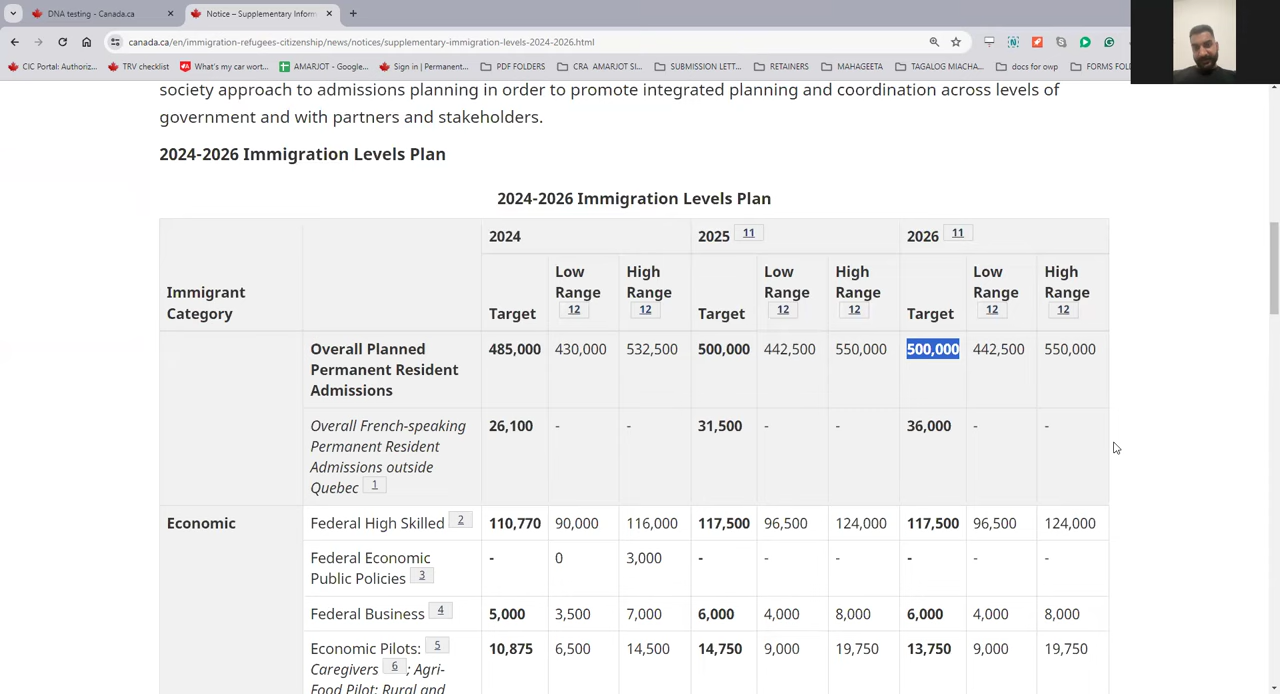 DNA testing - Canada.ca
Notice – Supplementary Inform
canada.ca/en/immigration-refugees-citizenship/news/notices/supplementary-immigration-levels-2024-2026.html
CIC Portal: Authoriz... TRV checklist What's my car wort... AMARJOT - Google... Sign in | Permanent... FOLDERS CRA AMARJOT SI... SUBMISSION LETT... RETAINERS MAHAGEETA TAGALOG MIACHA... docs for owp FORMS FOLD
society approach to admissions planning in order to promote integrated planning and coordination across levels of
government and with partners and stakeholders.
2024-2026 Immigration Levels Plan
2024-2026 Immigration Levels Plan
Immigrant Category 2024 2025 11 2026 11
Target Low Range 12 High Range 12 Target Low Range 12 High Range 12 Target Low Range 12 High Range 12
Overall Planned Permanent Resident Admissions 485,000 430,000 532,500 500,000 442,500 550,000 500,000 442,500 550,000
Overall French-speaking Permanent Resident Admissions outside Quebec 1 26,100 - - 31,500 - - 36,000 - -
Economic Federal High Skilled 2 110,770 90,000 116,000 117,500 96,500 124,000 117,500 96,500 124,000
Federal Economic Public Policies 3 - 0 3,000 - - - - - -
Federal Business 4 5,000 3,500 7,000 6,000 4,000 8,000 6,000 4,000 8,000
Economic Pilots: 5 10,875 6,500 14,500 14,750 9,000 19,750 13,750 9,000 19,750
Caregivers 6 ; Agri-
Food Pilot; Rural and